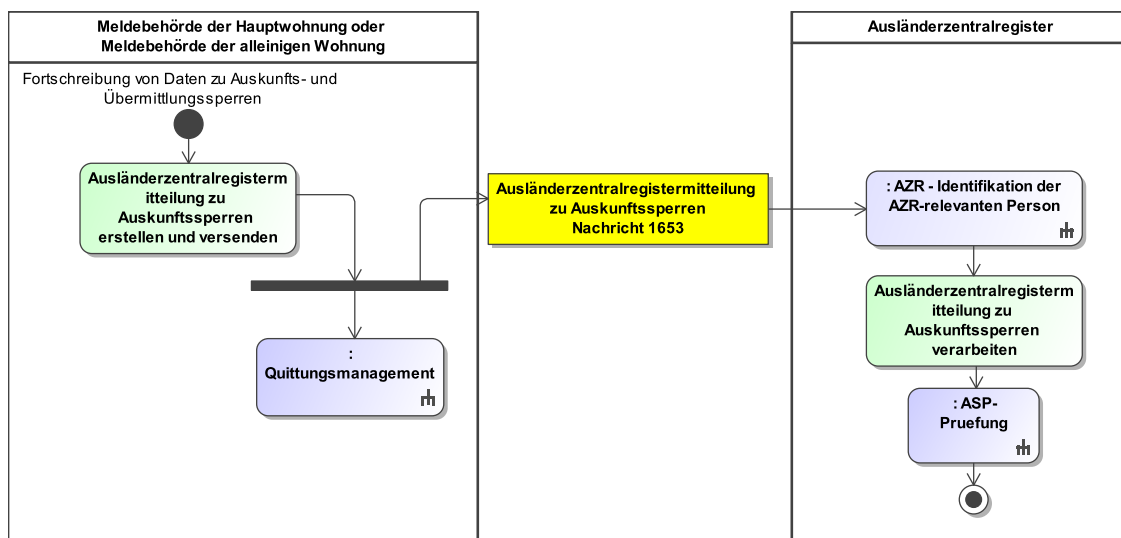 Meldebehörde der Hauptwohnung oder
Meldebehörde der alleinigen Wohnung
Fortschreibung von Daten zu Auskunfts- und
Übermittlungssperren
Ausländerzentralregisterm
itteilung zu
Auskunftssperren
erstellen und versenden
:
Quittungsmanagement
Ausländerzentralregistermitteilung
zu Auskunftssperren
Nachricht 1653
Ausländerzentralregister
: AZR - Identifikation der
AZR-relevanten Person
Ausländerzentralregisterm
itteilung zu
Auskunftssperren
verarbeiten
: ASP-
Pruefung